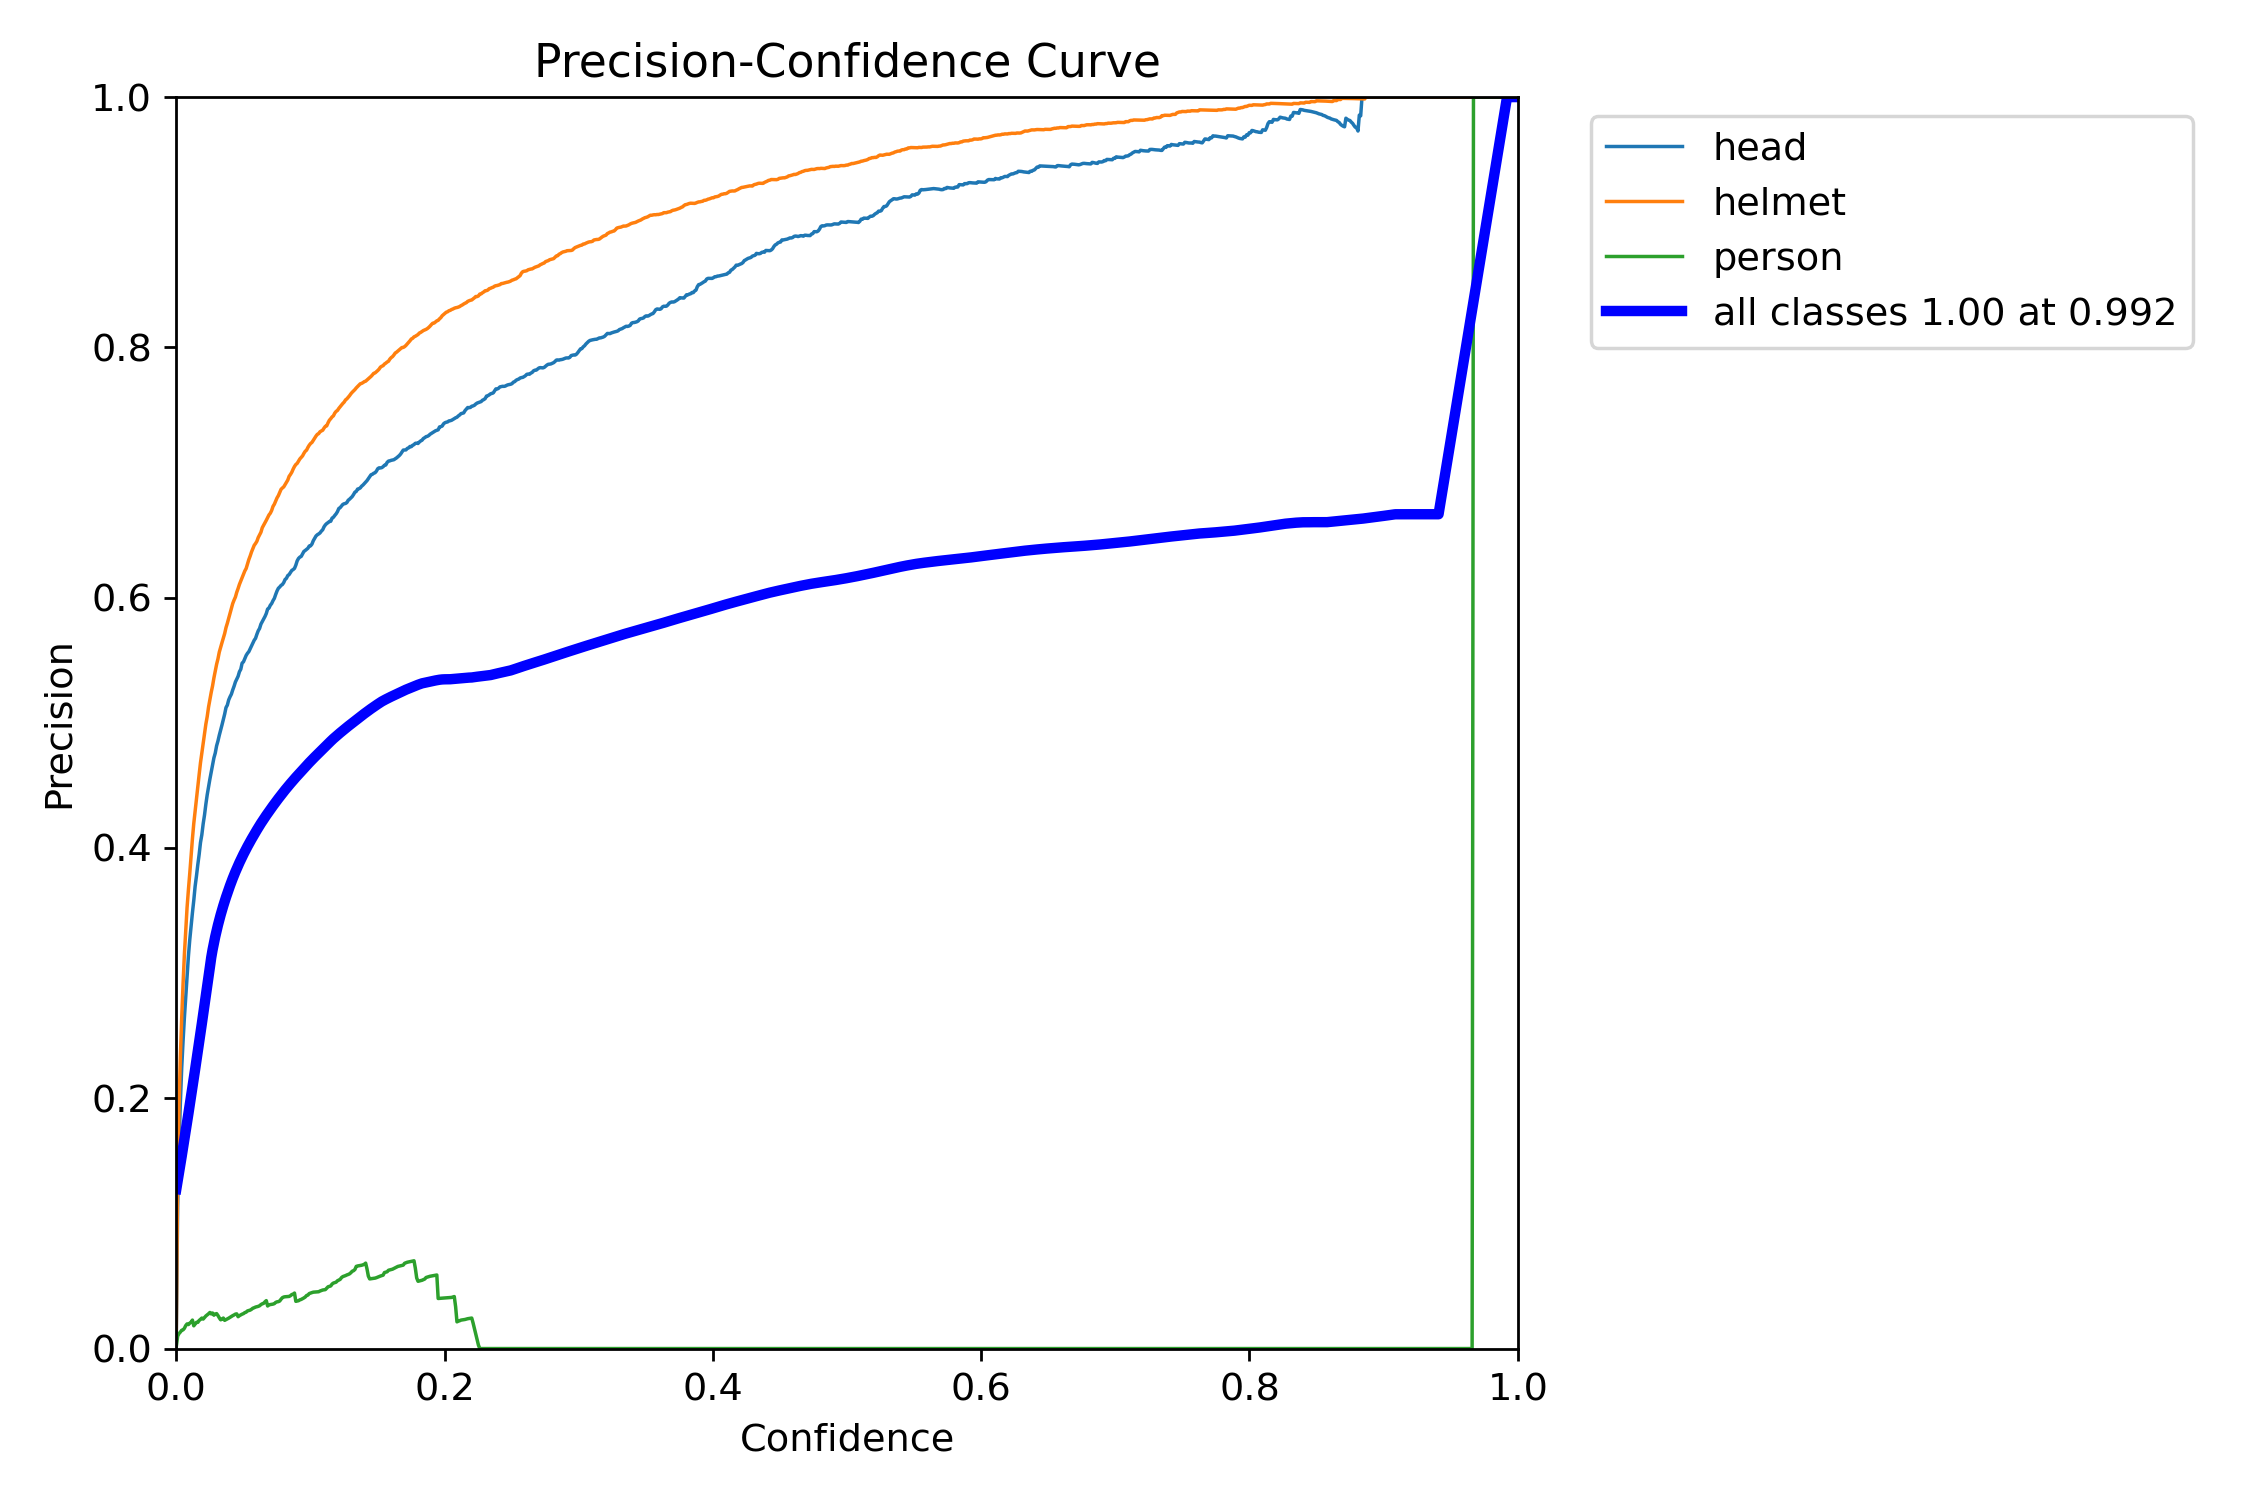 Precision-Confidence Curve
1.0
0.8
0.6
0.4
0.2
0.0
Precision
0.0 0.2 0.4 0.6 0.8 1.0
Confidence
head
helmet
person
all classes 1.00 at 0.992